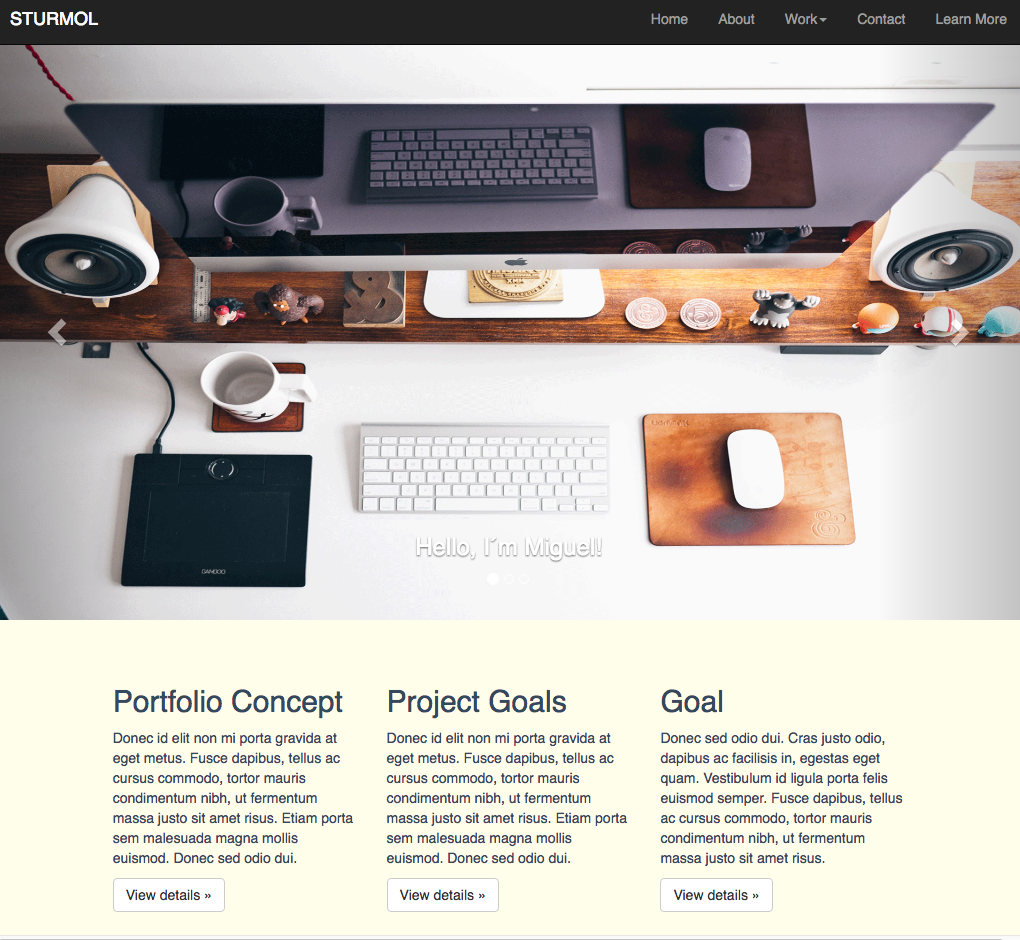 STURMOL
Home About Work Contact Learn More
&
BAMBOO
Hello, I´m Miguel!
Portfolio Concept
Donec id elit non mi porta gravida at
eget metus. Fusce dapibus, tellus ac
cursus commodo, tortor mauris
condimentum nibh, ut fermentum
massa justo sit amet risus. Etiam porta
sem malesuada magna mollis
euismod. Donec sed odio dui.
View details »
Project Goals
Donec id elit non mi porta gravida at
eget metus. Fusce dapibus, tellus ac
cursus commodo, tortor mauris
condimentum nibh, ut fermentum
massa justo sit amet risus. Etiam porta
sem malesuada magna mollis
euismod. Donec sed odio dui.
View details »
Goal
Donec sed odio dui. Cras justo odio,
dapibus ac facilisis in, egestas eget
quam. Vestibulum id ligula porta felis
euismod semper. Fusce dapibus, tellus
ac cursus commodo, tortor mauris
condimentum nibh, ut fermentum
massa justo sit amet risus.
View details »